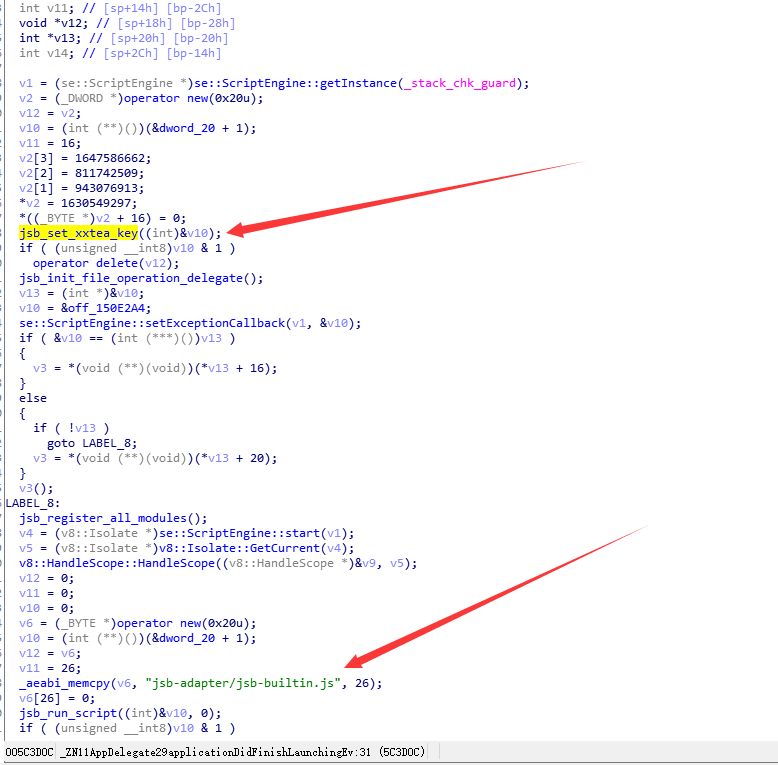 int v11; // [sp+14h] [bp-2Ch]
void *v12; // [sp+18h] [bp-28h]
int *v13; // [sp+20h] [bp-20h]
int v14; // [sp+2Ch] [bp-14h]
v1 = (se::ScriptEngine *)se::ScriptEngine::getInstance(_stack_chk_guard);
v2 = (_DWORD *)operator new(0x20u);
v12 = v2;
v10 = (int (**)())(&dword_20 + 1);
v11 = 16;
v2[3] = 1647586662;
v2[2] = 811742509;
v2[1] = 943076913;
*v2 = 1630549297;
*((_BYTE *)v2 + 16) = 0;
jsb_set_xxtea_key((int)&v10);
if ( (unsigned __int8)v10 & 1 )
operator delete(v12);
jsb_init_file_operation_delegate();
v13 = (int *)&v10;
v10 = &off_150E2A4;
se::ScriptEngine::setExceptionCallback(v1, &v10);
if ( &v10 == (int (***)())v13 )
{
v3 = *(void (**)(void))(*v13 + 16);
}
else
{
if ( !v13 )
goto LABEL_8;
v3 = *(void (**)(void))(*v13 + 20);
}
v3();
LABEL_8:
jsb_register_all_modules();
v4 = (v8::Isolate *)se::ScriptEngine::start(v1);
v5 = (v8::Isolate *)v8::Isolate::GetCurrent(v4);
v8::HandleScope::HandleScope((v8::HandleScope *)&v9, v5);
v12 = 0;
v11 = 0;
v10 = 0;
v6 = (_BYTE *)operator new(0x20u);
v10 = (int (**)())(&dword_20 + 1);
v12 = v6;
v11 = 26;
_aeabi_memcpy(v6, "jsb-adapter/jsb-builtin.js", 26);
v6[26] = 0;
jsb_run_script((int)&v10, 0);
if ( (unsigned __int8)v10 & 1 )
005C3D0C _ZN11AppDelegate29applicationDidFinishLaunchingEv:31 (5C3D0C)